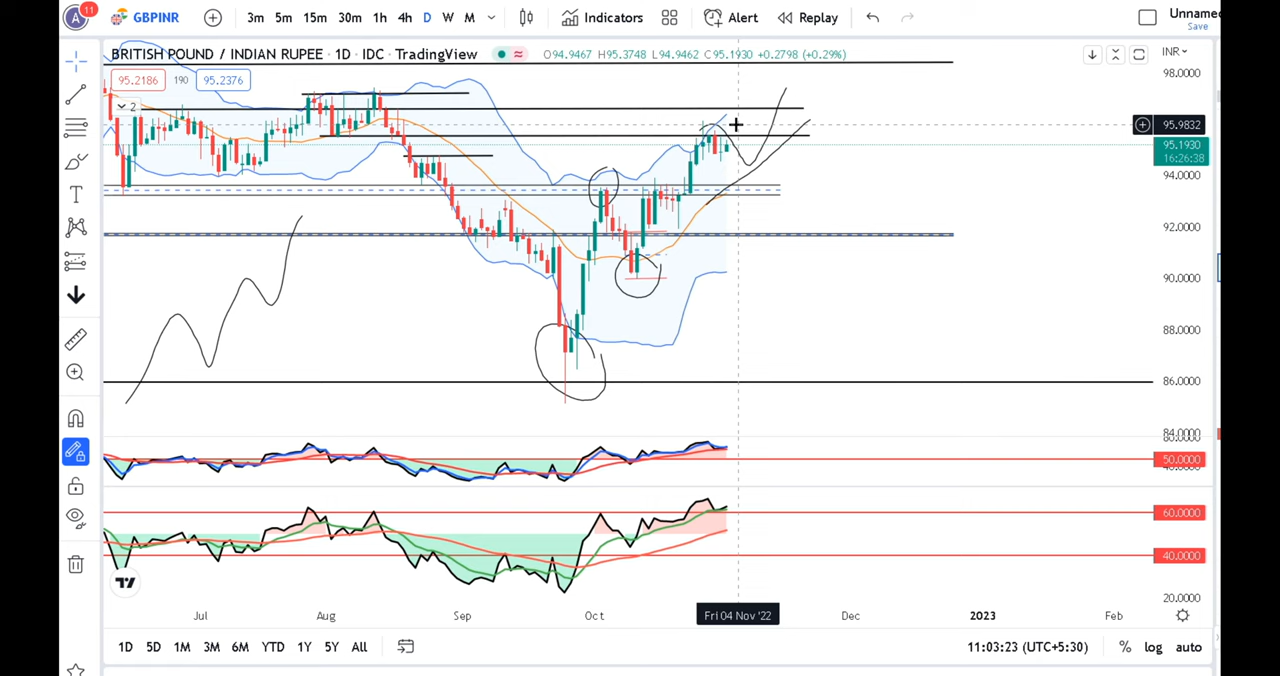 A 11 GBPINR 3m 5m 15m 30m 1h 4h D W M Indicators Alert Replay Unnamed
Save
BRITISH POUND / INDIAN RUPEE · 1D · IDC · TradingView O94.9467 H95.3748 L94.9462 C95.1930 +0.2798 (+0.29%) INR
95.2186 190 95.2376
2
98.0000
95.9832
95.1930
16:26:38
94.0000
92.0000
90.0000
88.0000
86.0000
84.0000
50.0000
60.0000
40.0000
20.0000
Jul Aug Sep Oct Fri 04 Nov '22 Dec 2023 Feb
1D 5D 1M 3M 6M YTD 1Y 5Y All 11:03:23 (UTC+5:30) % log auto